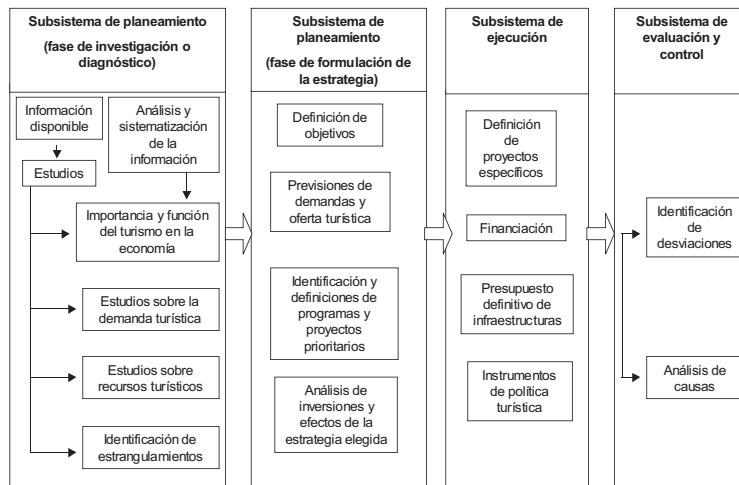 Subsistema de planeamiento
(fase de investigación o
diagnóstico)
Información
disponible
Análisis y
sistematización
de la
información
Estudios
Importancia y función
del turismo en la
economía
Estudios sobre la
demanda turística
Estudios sobre
recursos turísticos
Identificación de
estrangulamientos
Subsistema de
planeamiento
(fase de formulación de
la estrategia)
Definición de
objetivos
Previsiones de
demandas y
oferta turística
Identificación y
definiciones de
programas y
proyectos
prioritarios
Análisis de
inversiones y
efectos de la
estrategia elegida
Subsistema de
ejecución
Definición
de
proyectos
específicos
Financiación
Presupuesto
definitivo de
infraestructuras
Instrumentos
de política
turística
Subsistema de
evaluación y
control
Identificación
de
desviaciones
Análisis de
causas